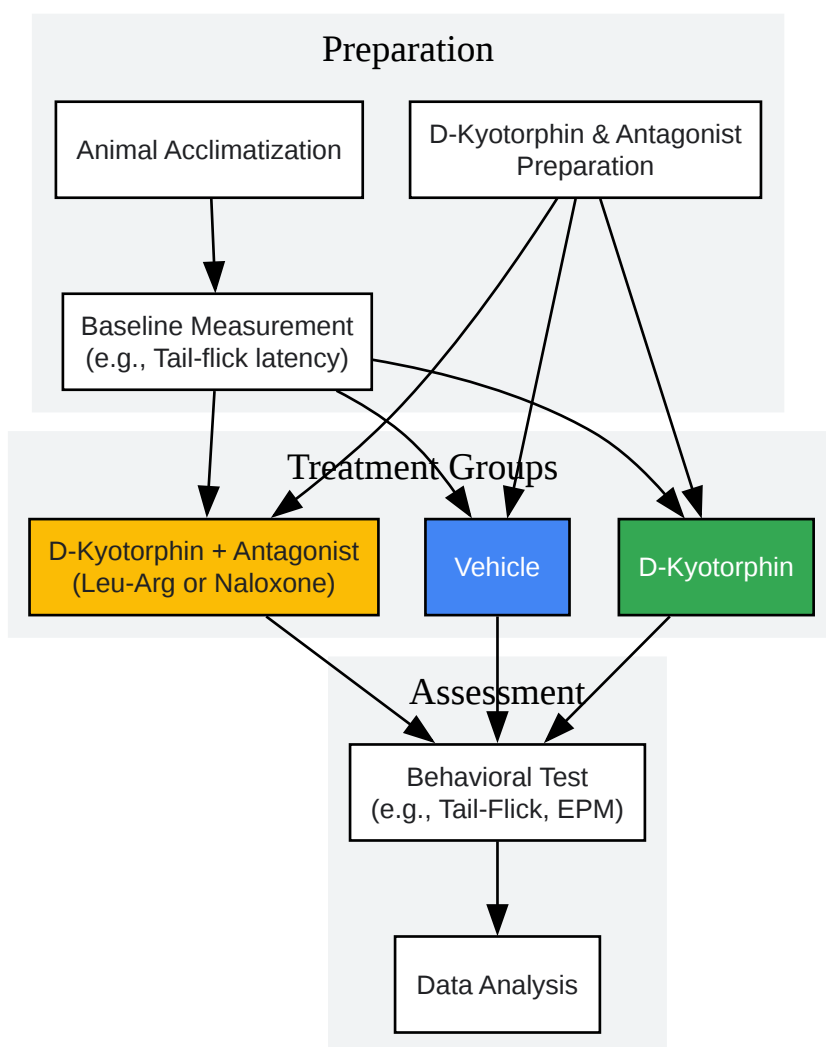 Preparation
Animal Acclimatization
D-Kyotorphin & Antagonist
Preparation
Baseline Measurement
(e.g., Tail-flick latency)
Treatment Groups
D-Kyotorphin + Antagonist
(Leu-Arg or Naloxone)
Vehicle
D-Kyotorphin
Assessment
Behavioral Test
(e.g., Tail-Flick, EPM)
Data Analysis